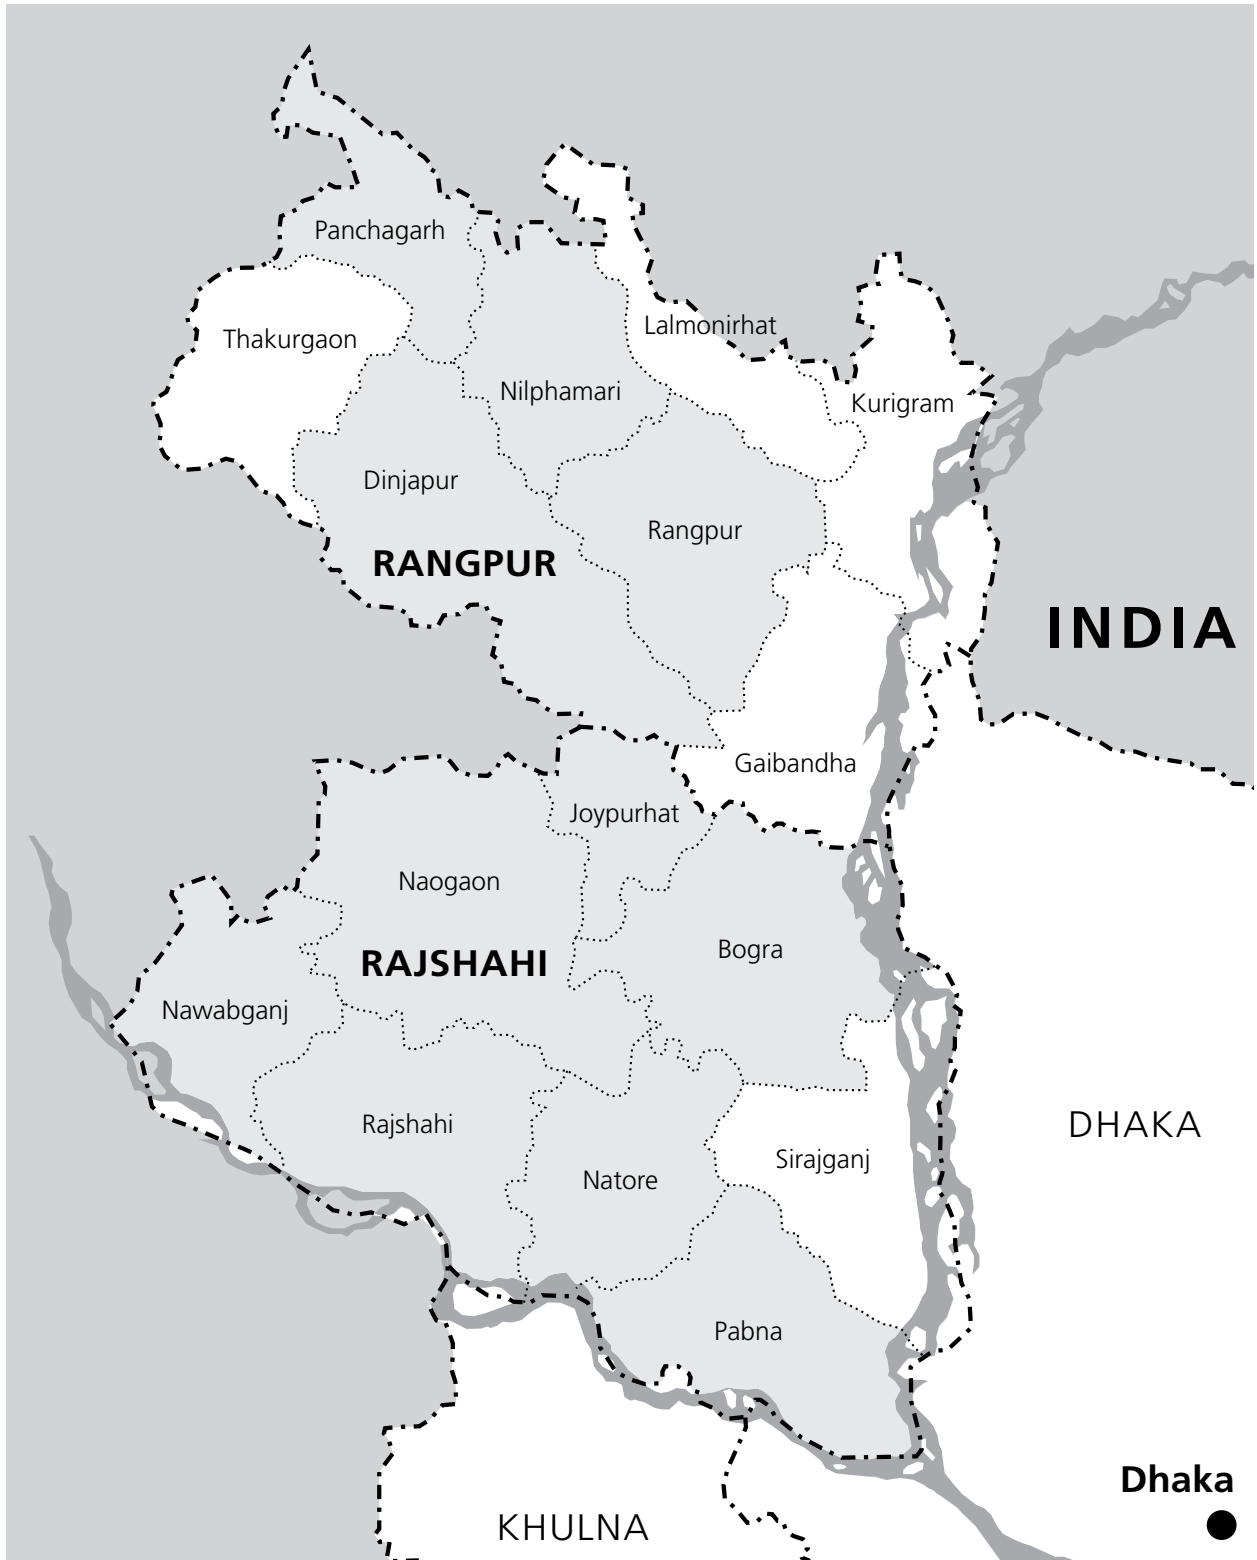 Panchagarh
Thakurgaon
Lalmonirhat
Nilphamari
Kurigram
Dinjapur
Rangpur
RANGPUR
INDIA
Gaibandha
Joypurhat
Naogaon
Bogra
RAJSHAHI
Nawabganj
Rajshahi
DHAKA
Sirajganj
Natore
Pabna
Dhaka
KHULNA